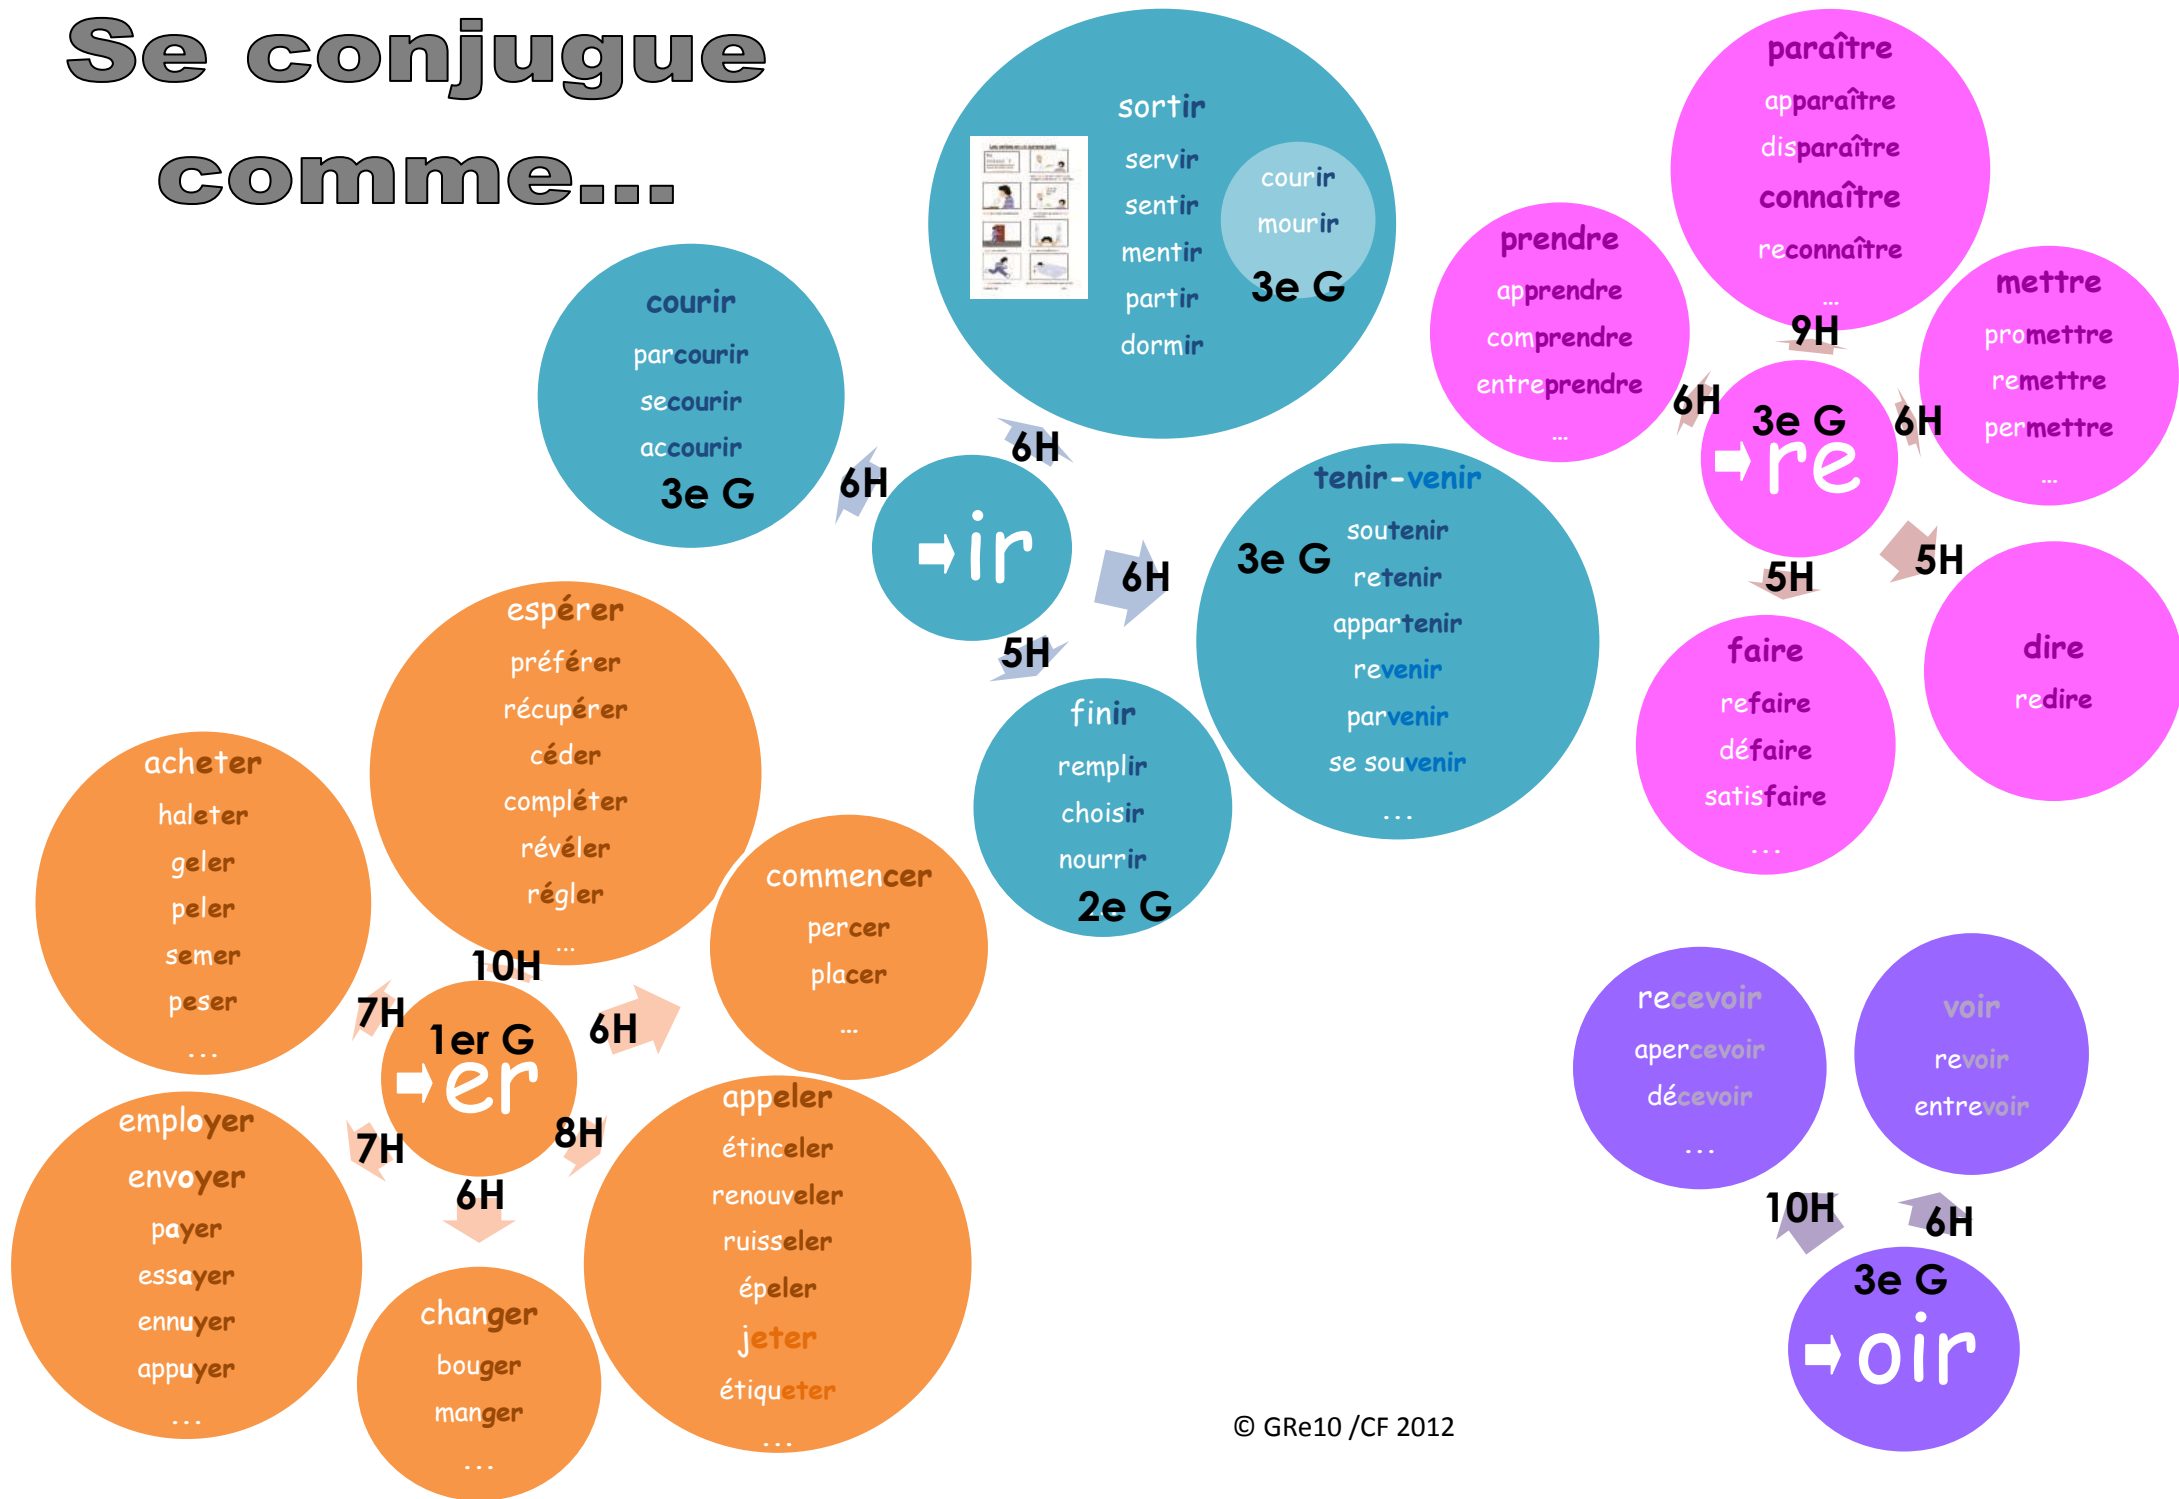 Se conjugue
comme...
sortir
servir
sentir
mentir
partir
dormir
courir
mourir
3e G
courir
parcourir
secourir
accourir
3e G
6H
6H
➡ir
6H
5H
tenir-venir
soutenir
retenir
appartenir
revenir
parvenir
se souvenir
...
3e G
finir
remplir
choisir
nourrir
...
2e G
paraître
apparaître
disparaître
connaître
reconnaître
...
9H
prendre
apprendre
comprendre
entreprendre
...
6H
mettre
promettre
remettre
permettre
...
6H
3e G
➡re
5H
5H
faire
refaire
défaire
satisfaire
...
dire
redire
espérer
préférer
récupérer
céder
compléter
révéler
régler
...
10H
acheter
haleter
geler
peler
semer
peser
...
7H
commencer
percer
placer
...
6H
1er G
➡er
employer
envoyer
payer
essayer
ennuyer
appuyer
...
7H
6H
8H
changer
bouger
manger
...
appeler
étinceler
renouveler
ruisseler
épeler
jeter
étiqueter
...
recevoir
apercevoir
décevoir
...
voir
revoir
entrevoir
10H
6H
3e G
➡oir
© GRe10 /CF 2012